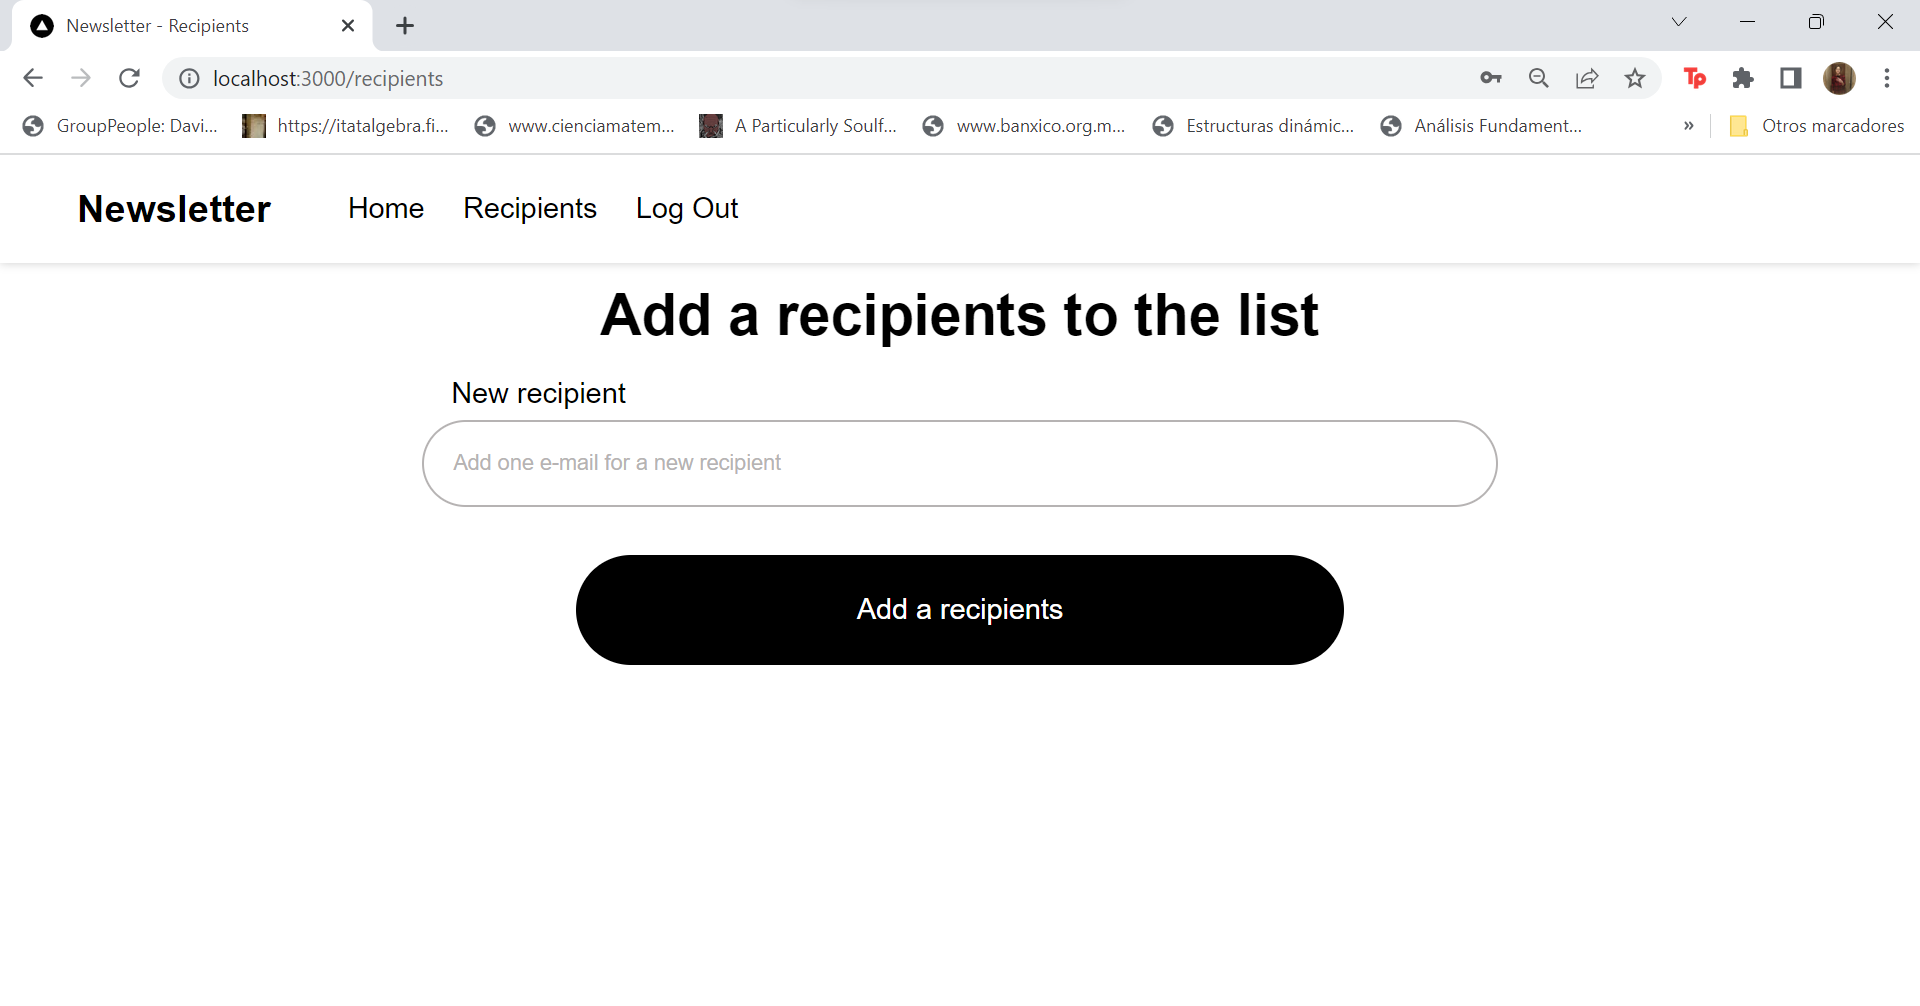 Newsletter - Recipients
localhost:3000/recipients
Tp
GroupPeople: Davi... https://itatalgebra.fi... www.cienciamatem... A Particularly Soulf... www.banxico.org.m... Estructuras dinámic... Análisis Fundament... » Otros marcadores
Newsletter Home Recipients Log Out
Add a recipients to the list
New recipient
Add one e-mail for a new recipient
Add a recipients